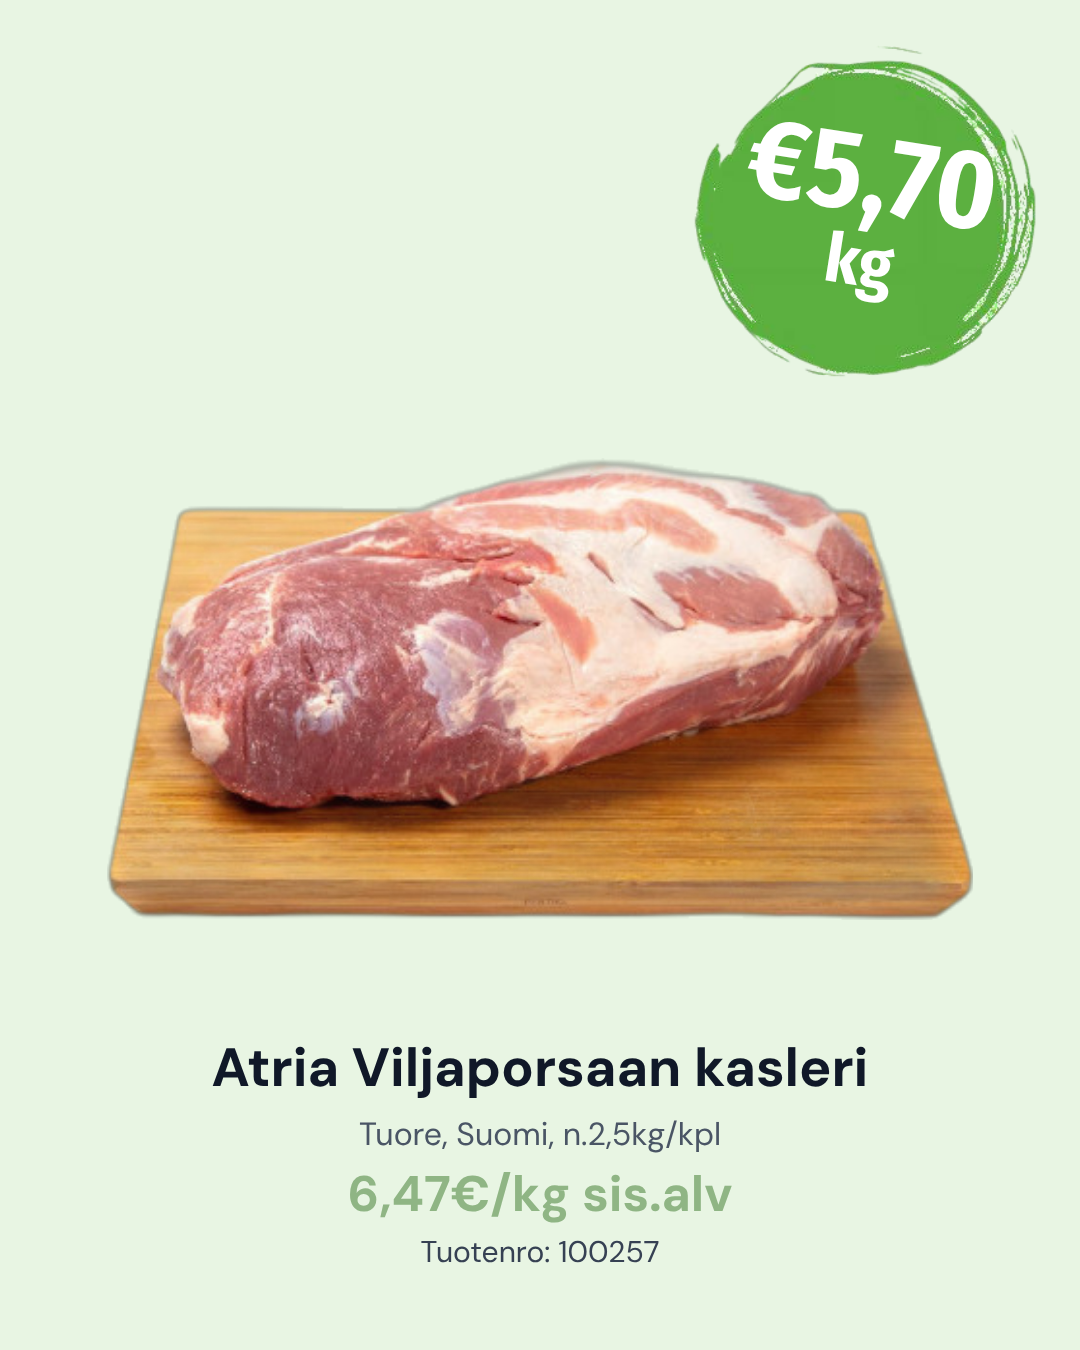 €5,70
kg
Atria Viljaporsaan kasleri
Tuore, Suomi, n.2,5kg/kpl
6,47€/kg sis.alv
Tuotenro: 100257